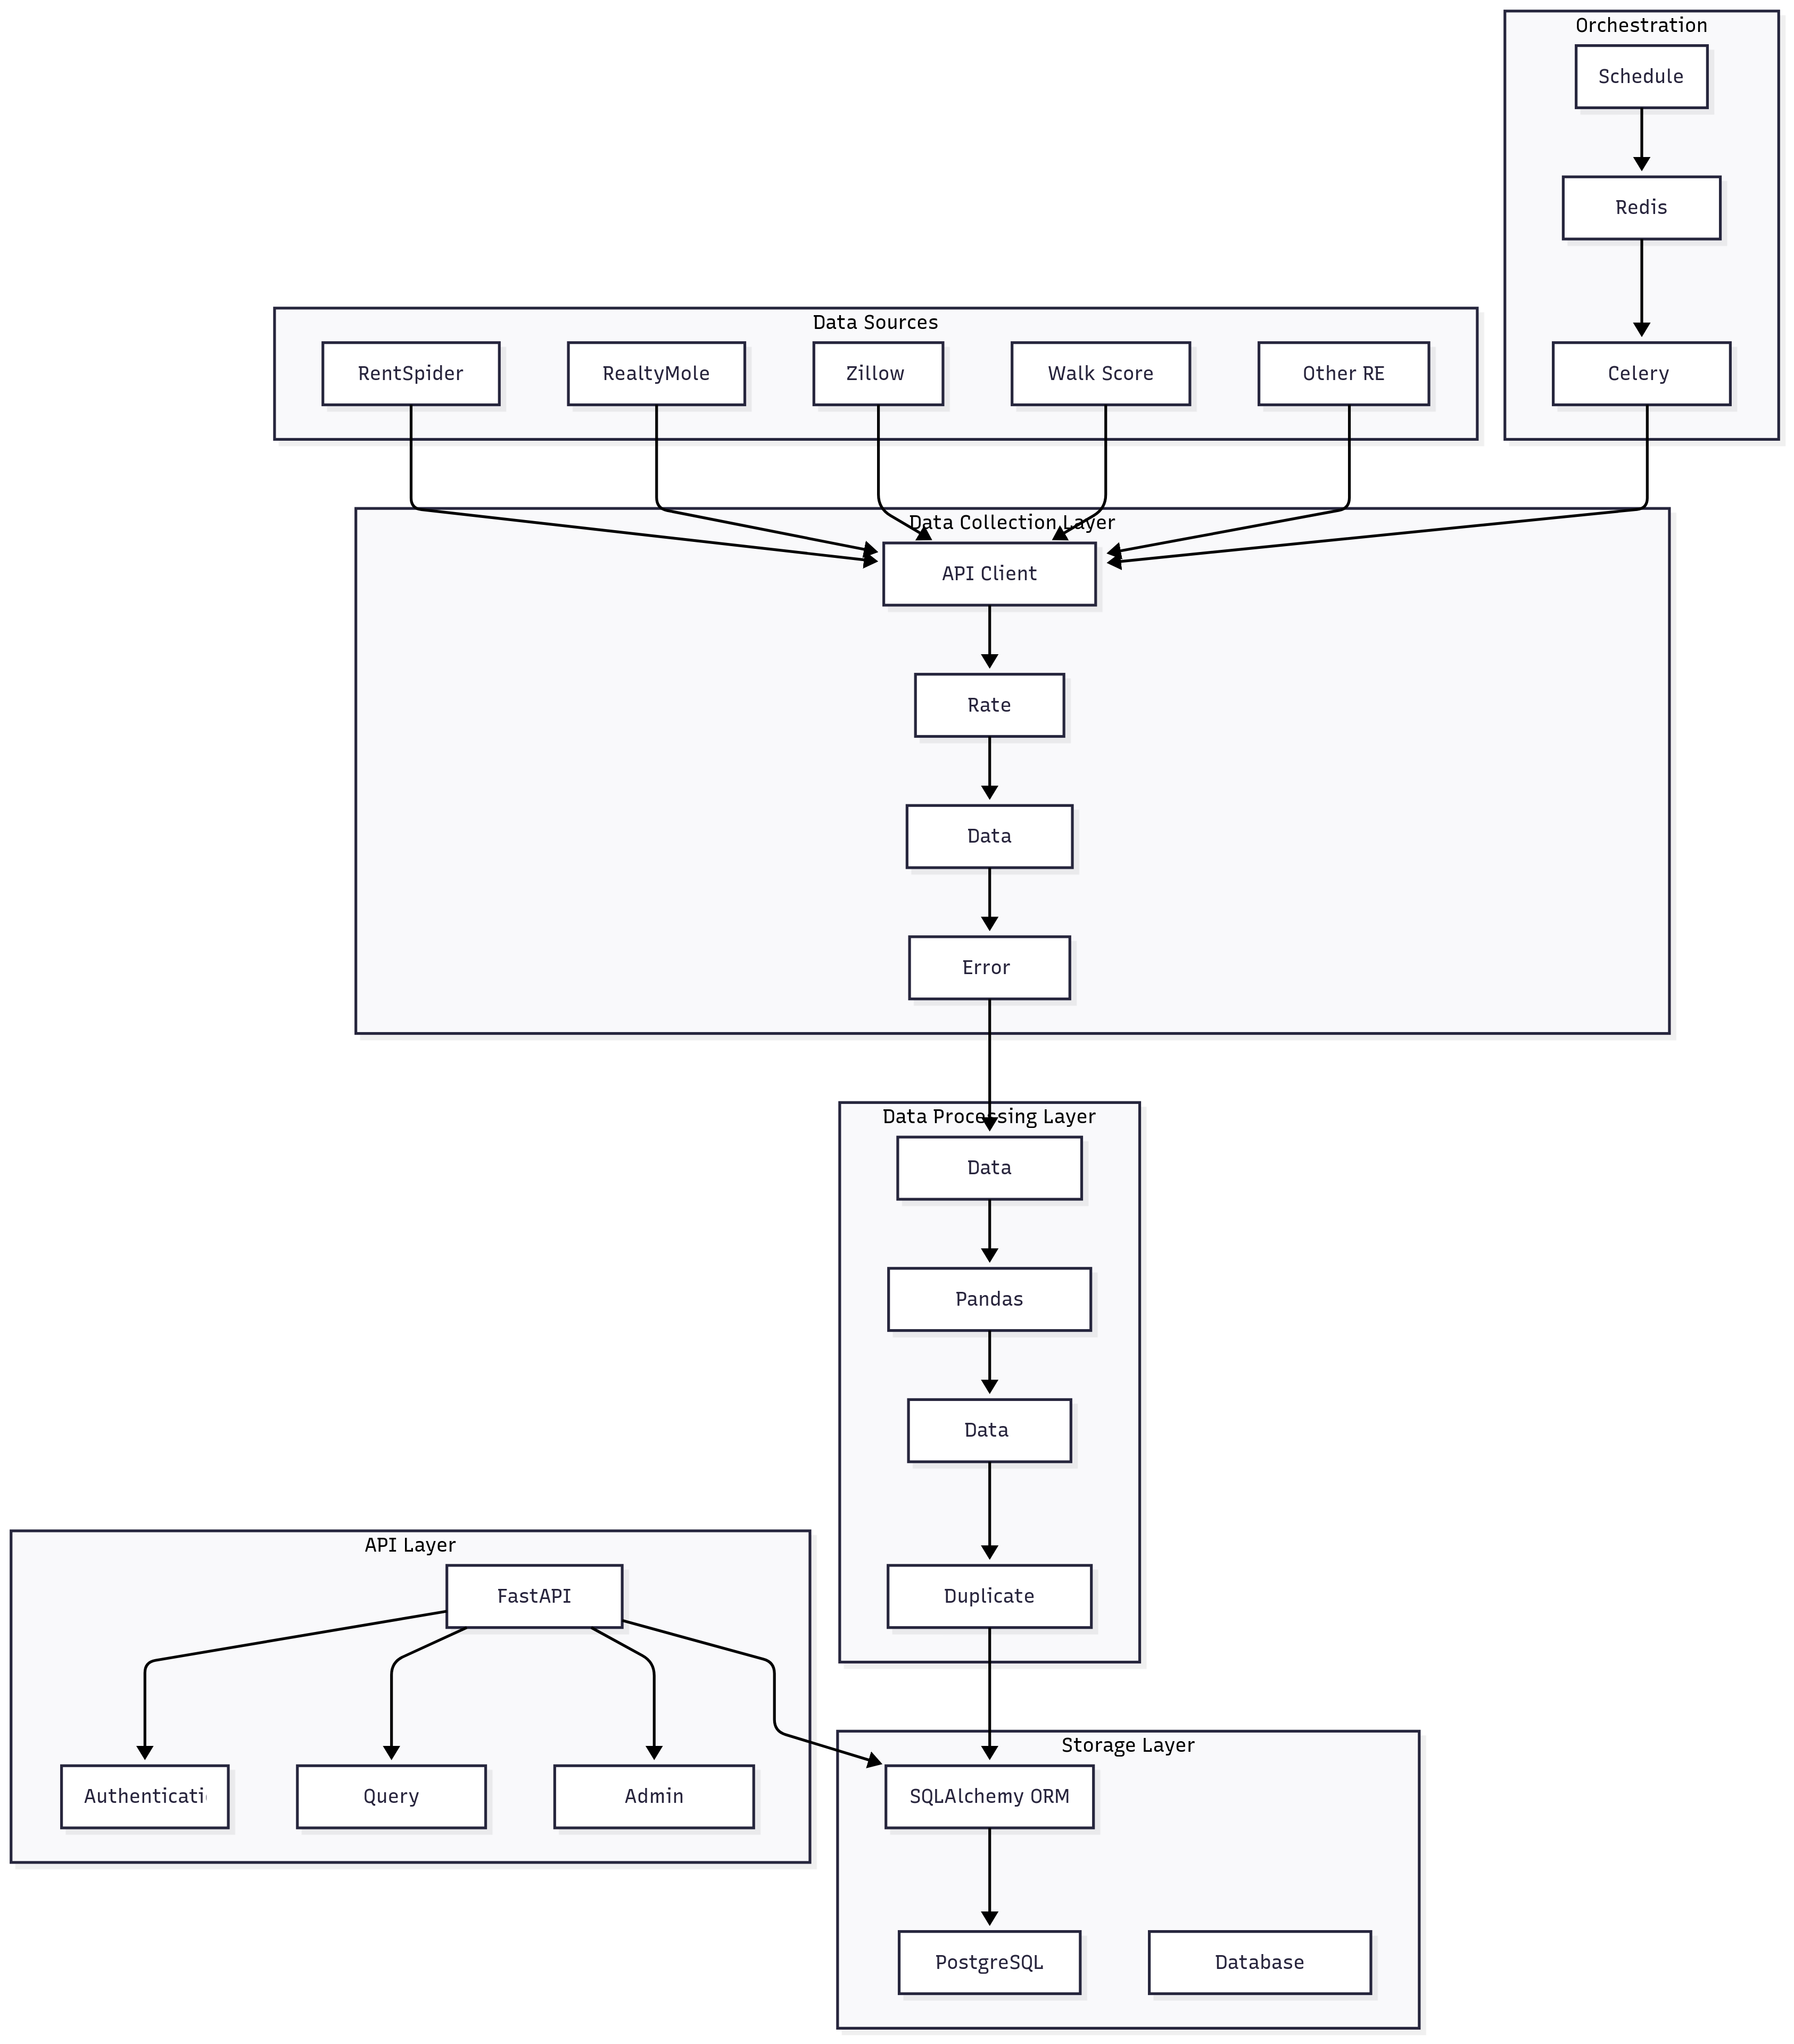 Orchestration
Schedule
Redis
Data Sources
RentSpider
RealtyMole
Zillow
Walk Score
Other RE
Celery
Data Collection Layer
API Client
Rate
Data
Error
Data Processing Layer
Data
Pandas
Data
API Layer
FastAPI
Duplicate
Storage Layer
Authenticati
Query
Admin
SQLAlchemy ORM
PostgreSQL
Database